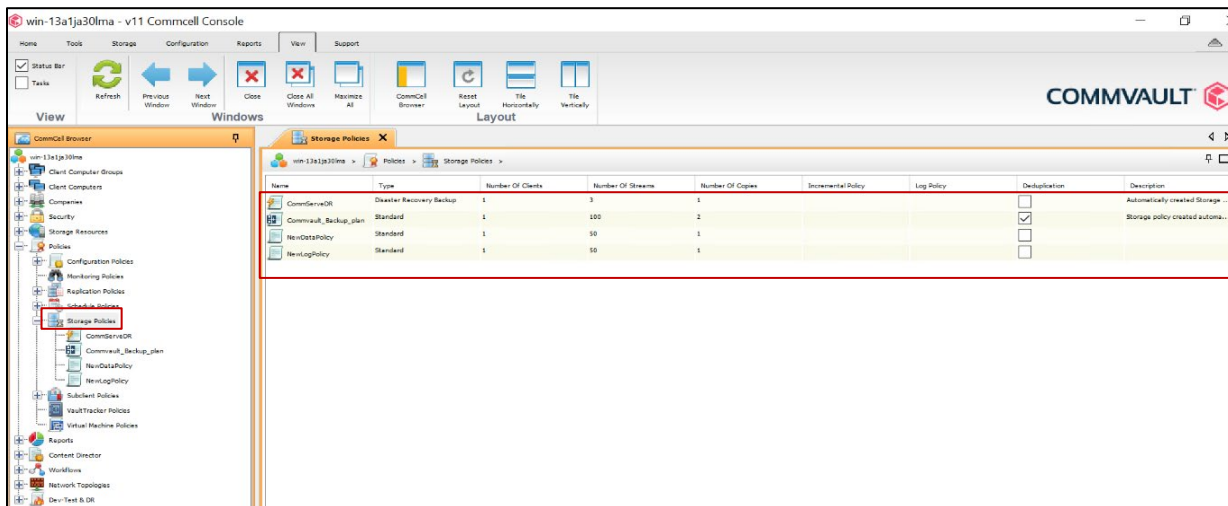 win-13a1ja30lma - v11 Commcell Console
Home Tools Storage Configuration Reports View Support
Status Bar
Tasks
Refresh
Previous Window
Next Window
Close
Close All Windows
Maximize All
CommCell Browser
Reset Layout
Tile Horizontally
Tile Vertically
View Windows Layout
COMMVAULT
CommCell Browser
win-13a1ja30lma
Client Computer Groups
Client Computers
Companies
Security
Storage Resources
Policies
Configuration Policies
Monitoring Policies
Replication Policies
Schedule Policies
Storage Policies
CommServeDR
Commvault_Backup_plan
NewDataPolicy
NewLogPolicy
Subclient Policies
VaultTracker Policies
Virtual Machine Policies
Reports
Content Director
Workflows
Network Topologies
Dev-Test & DR
Storage Policies X
win-13a1ja30lma > Policies > Storage Policies >
Name Type Number Of Clients Number Of Streams Number Of Copies Incremental Policy Log Policy Deduplication Description
CommServeDR Disaster Recovery Backup 1 3 1 Automatically created Storage ...
Commvault_Backup_plan Standard 1 100 2 Storage policy created automa...
NewDataPolicy Standard 1 50 1
NewLogPolicy Standard 1 50 1